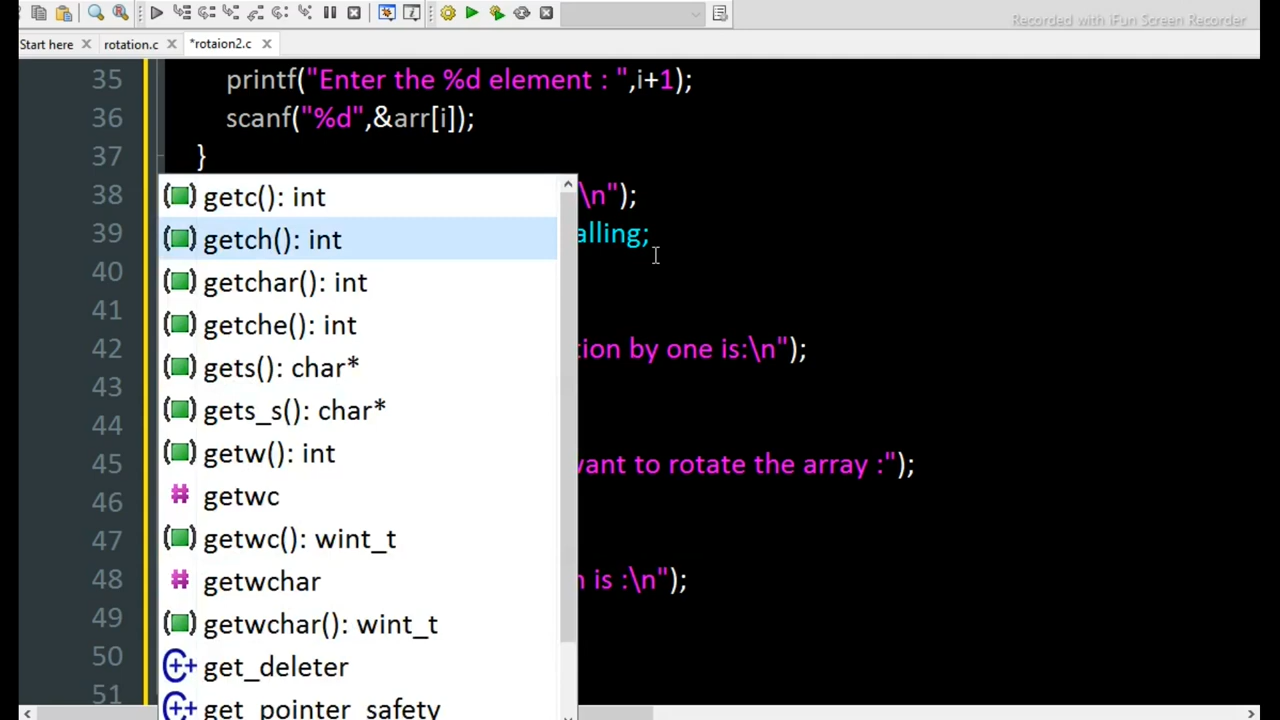 Recorded with iFun Screen Recorder
Start here
rotation.c
*rotaion2.c
35 printf("Enter the %d element : ",i+1);
36 scanf("%d",&arr[i]);
37 }
38 \n");
39 alling;
40
41
42 tion by one is:\n");
43
44
45 want to rotate the array :");
46
47
48 is :\n");
49
50
51
getc(): int
getch(): int
getchar(): int
getche(): int
gets(): char*
gets_s(): char*
getw(): int
getwc
getwc(): wint_t
getwchar
getwchar(): wint_t
get_deleter
get_pointer_safety